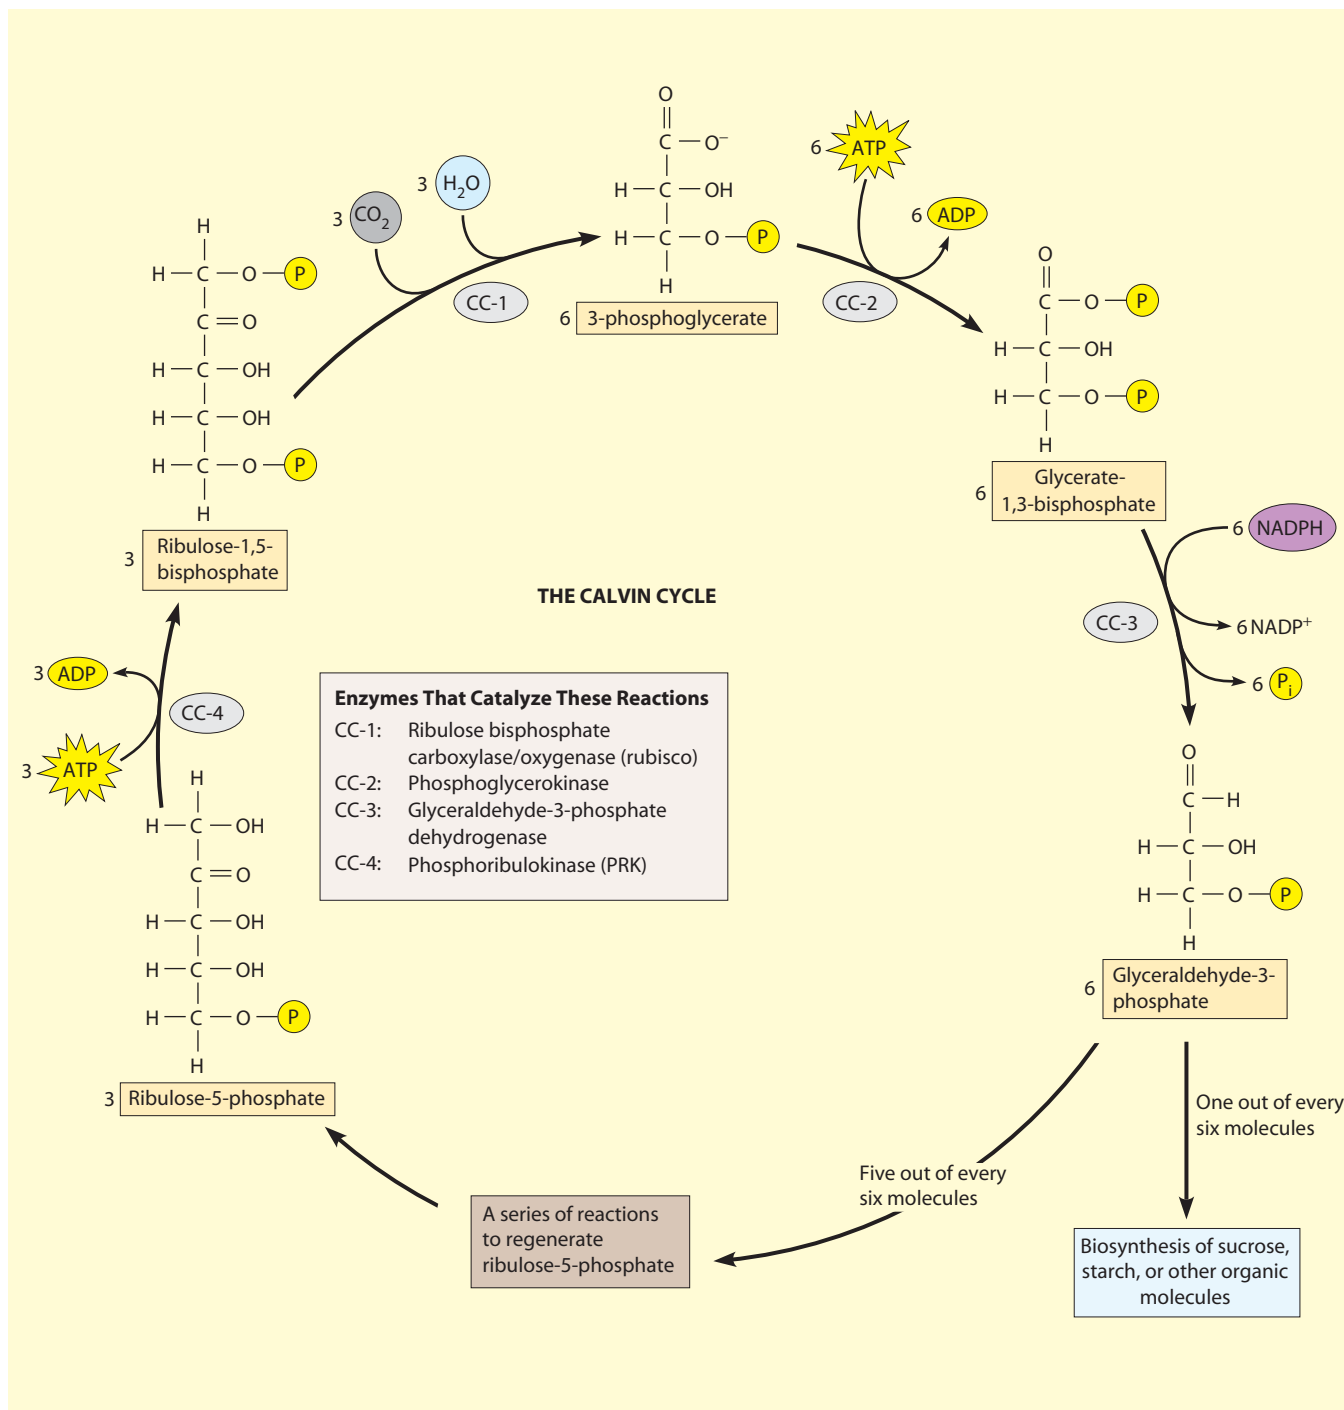 O
C — O⁻
H — C — OH
H — C — O — P
H
6 3-phosphoglycerate
3 CO₂
3 H₂O
CC-1
6 ATP
6 ADP
CC-2
O
C — O — P
H — C — OH
H — C — O — P
H
6 Glycerate-
1,3-bisphosphate
6 NADPH
6 NADP⁺
6 Pᵢ
CC-3
O
C — H
H — C — OH
H — C — O — P
H
6 Glyceraldehyde-3-
phosphate
One out of every
six molecules
Biosynthesis of sucrose,
starch, or other organic
molecules
Five out of every
six molecules
A series of reactions
to regenerate
ribulose-5-phosphate
H
H — C — OH
C = O
H — C — OH
H — C — OH
H — C — O — P
H
3 Ribulose-5-phosphate
3 ATP
3 ADP
CC-4
H
H — C — O — P
C = O
H — C — OH
H — C — OH
H — C — O — P
H
3 Ribulose-1,5-
bisphosphate
THE CALVIN CYCLE
Enzymes That Catalyze These Reactions
CC-1: Ribulose bisphosphate
carboxylase/oxygenase (rubisco)
CC-2: Phosphoglycerokinase
CC-3: Glyceraldehyde-3-phosphate
dehydrogenase
CC-4: Phosphoribulokinase (PRK)